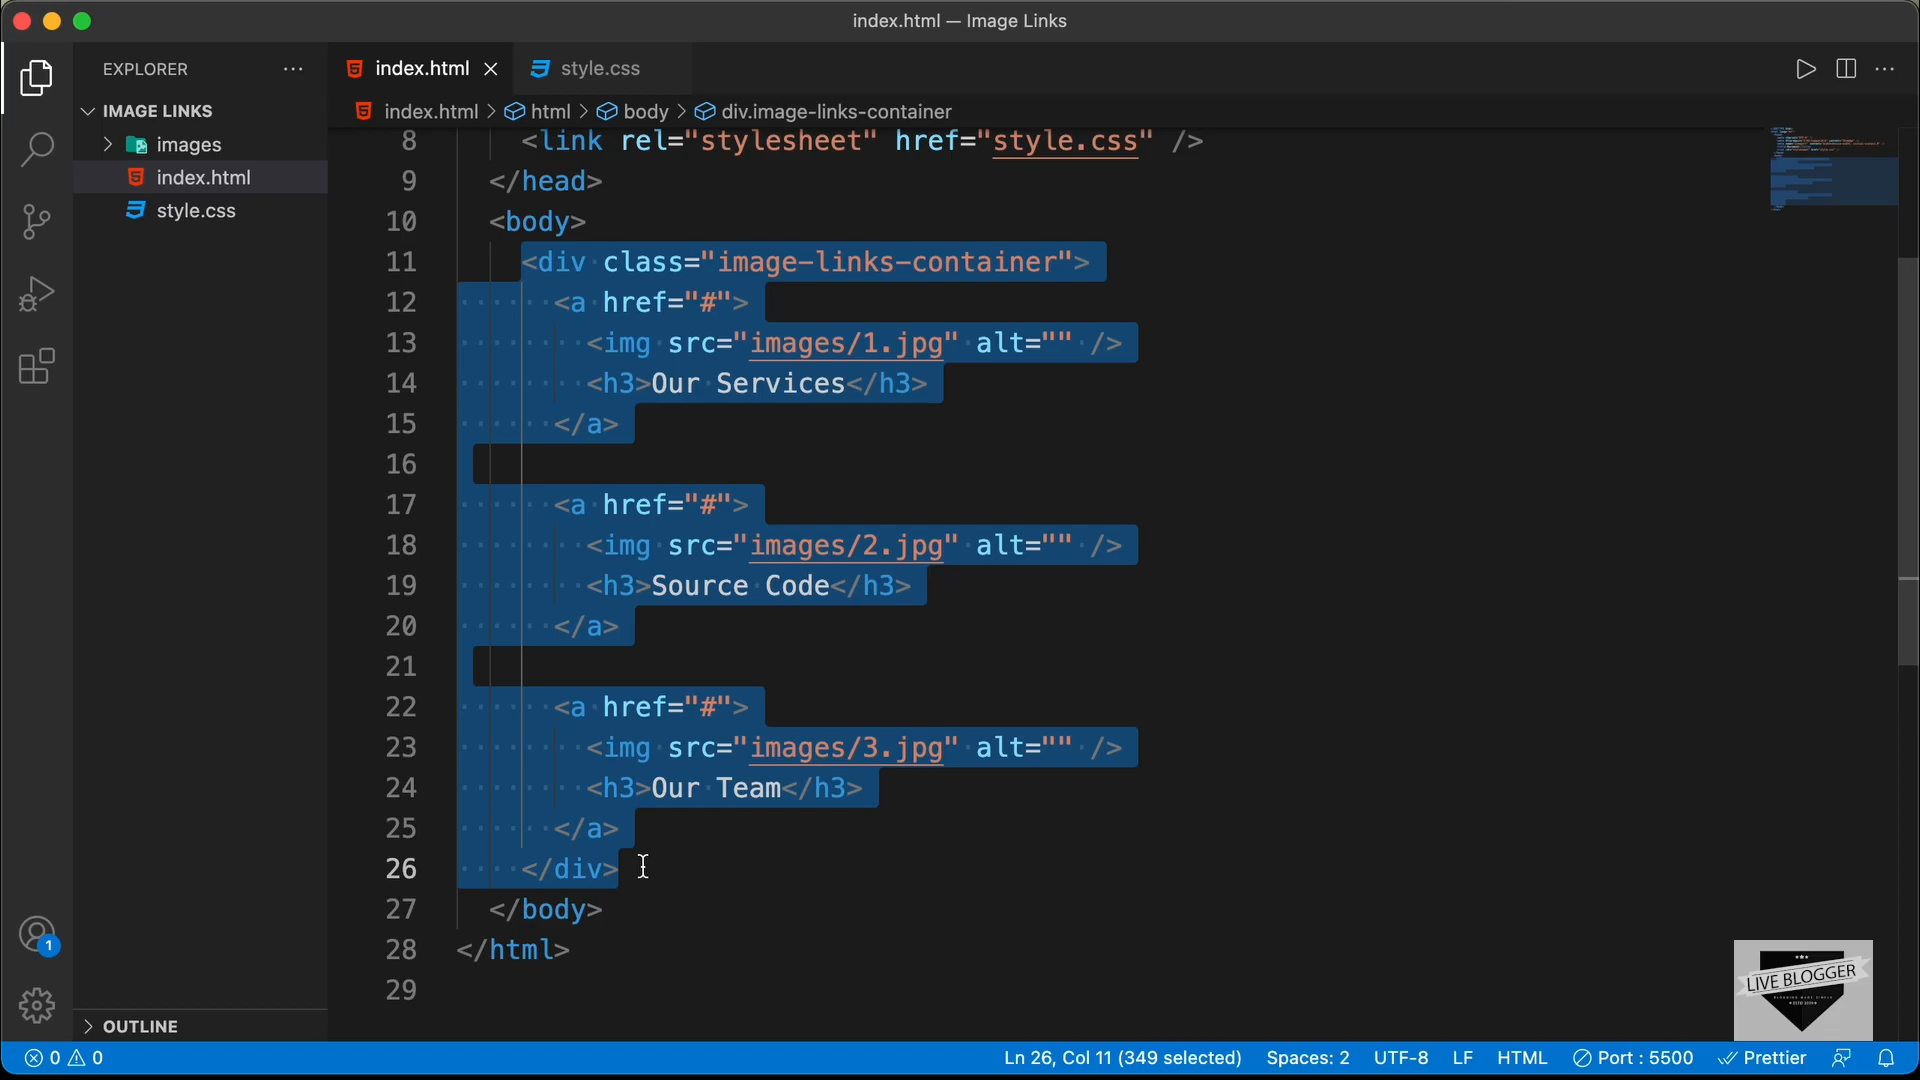 index.html — Image Links
EXPLORER
IMAGE LINKS
images
index.html
style.css
OUTLINE
index.html
style.css
index.html > html > body > div.image-links-container
8 <link rel="stylesheet" href="style.css" />
9 </head>
10 <body>
11 <div class="image-links-container">
12 <a href="#">
13 <img src="images/1.jpg" alt="" />
14 <h3>Our Services</h3>
15 </a>
16
17 <a href="#">
18 <img src="images/2.jpg" alt="" />
19 <h3>Source Code</h3>
20 </a>
21
22 <a href="#">
23 <img src="images/3.jpg" alt="" />
24 <h3>Our Team</h3>
25 </a>
26 </div>
27 </body>
28 </html>
29
1
LIVE BLOGGER
0 0
Ln 26, Col 11 (349 selected)
Spaces: 2
UTF-8
LF
HTML
Port : 5500
Prettier